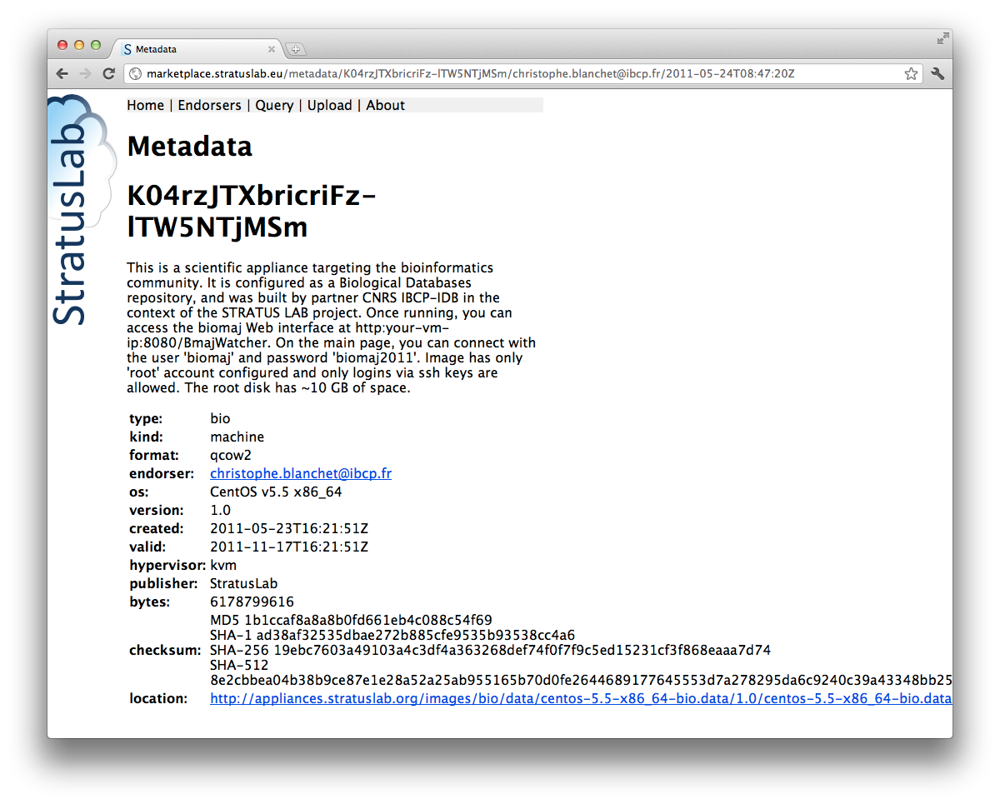 Metadata
marketplace.stratuslab.eu/metadata/K04rzJTXbricriFz-lTW5NTjMSm/christophe.blanchet@ibcp.fr/2011-05-24T08:47:20Z
StratusLab
Home | Endorsers | Query | Upload | About
Metadata
K04rzJTXbricriFz-
lTW5NTjMSm
This is a scientific appliance targeting the bioinformatics
community. It is configured as a Biological Databases
repository, and was built by partner CNRS IBCP-IDB in the
context of the STRATUS LAB project. Once running, you can
access the biomaj Web interface at http:your-vm-
ip:8080/BmajWatcher. On the main page, you can connect with
the user 'biomaj' and password 'biomaj2011'. Image has only
'root' account configured and only logins via ssh keys are
allowed. The root disk has ~10 GB of space.
type: bio
kind: machine
format: qcow2
endorser: christophe.blanchet@ibcp.fr
os: CentOS v5.5 x86_64
version: 1.0
created: 2011-05-23T16:21:51Z
valid: 2011-11-17T16:21:51Z
hypervisor: kvm
publisher: StratusLab
bytes: 6178799616
MD5 1b1ccaf8a8a8b0fd661eb4c088c54f69
SHA-1 ad38af32535dbae272b885cfe9535b93538cc4a6
checksum: SHA-256 19ebc7603a49103a4c3df4a363268def74f0f7f9c5ed15231cf3f868eaaa7d74
SHA-512
8e2cbbea04b38b9ce87e1e28a52a25ab955165b70d0fe2644689177645553d7a278295da6c9240c39a43348bb25
location: http://appliances.stratuslab.org/images/bio/data/centos-5.5-x86_64-bio.data/1.0/centos-5.5-x86_64-bio.data